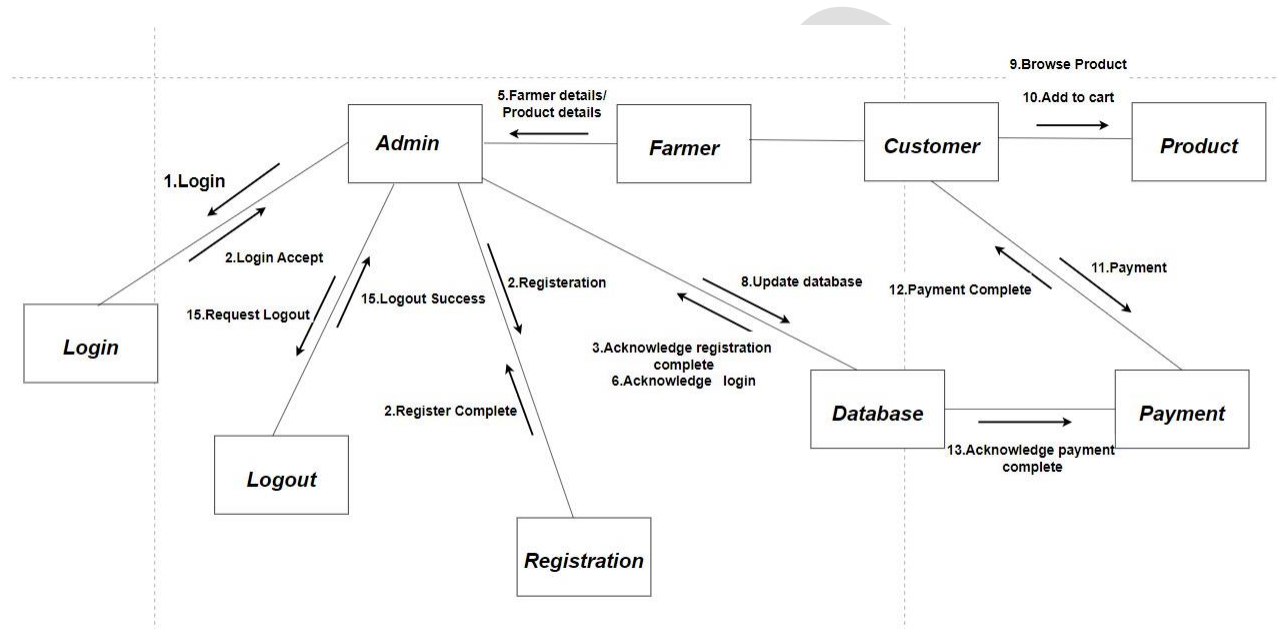 9.Browse Product
5.Farmer details/
Product details
10.Add to cart
Admin
Farmer
Customer
Product
1.Login
2.Login Accept
15.Request Logout
15.Logout Success
2.Registeration
8.Update database
12.Payment Complete
11.Payment
Login
3.Acknowledge registration
complete
6.Acknowledge login
2.Register Complete
Database
Payment
13.Acknowledge payment
complete
Logout
Registration